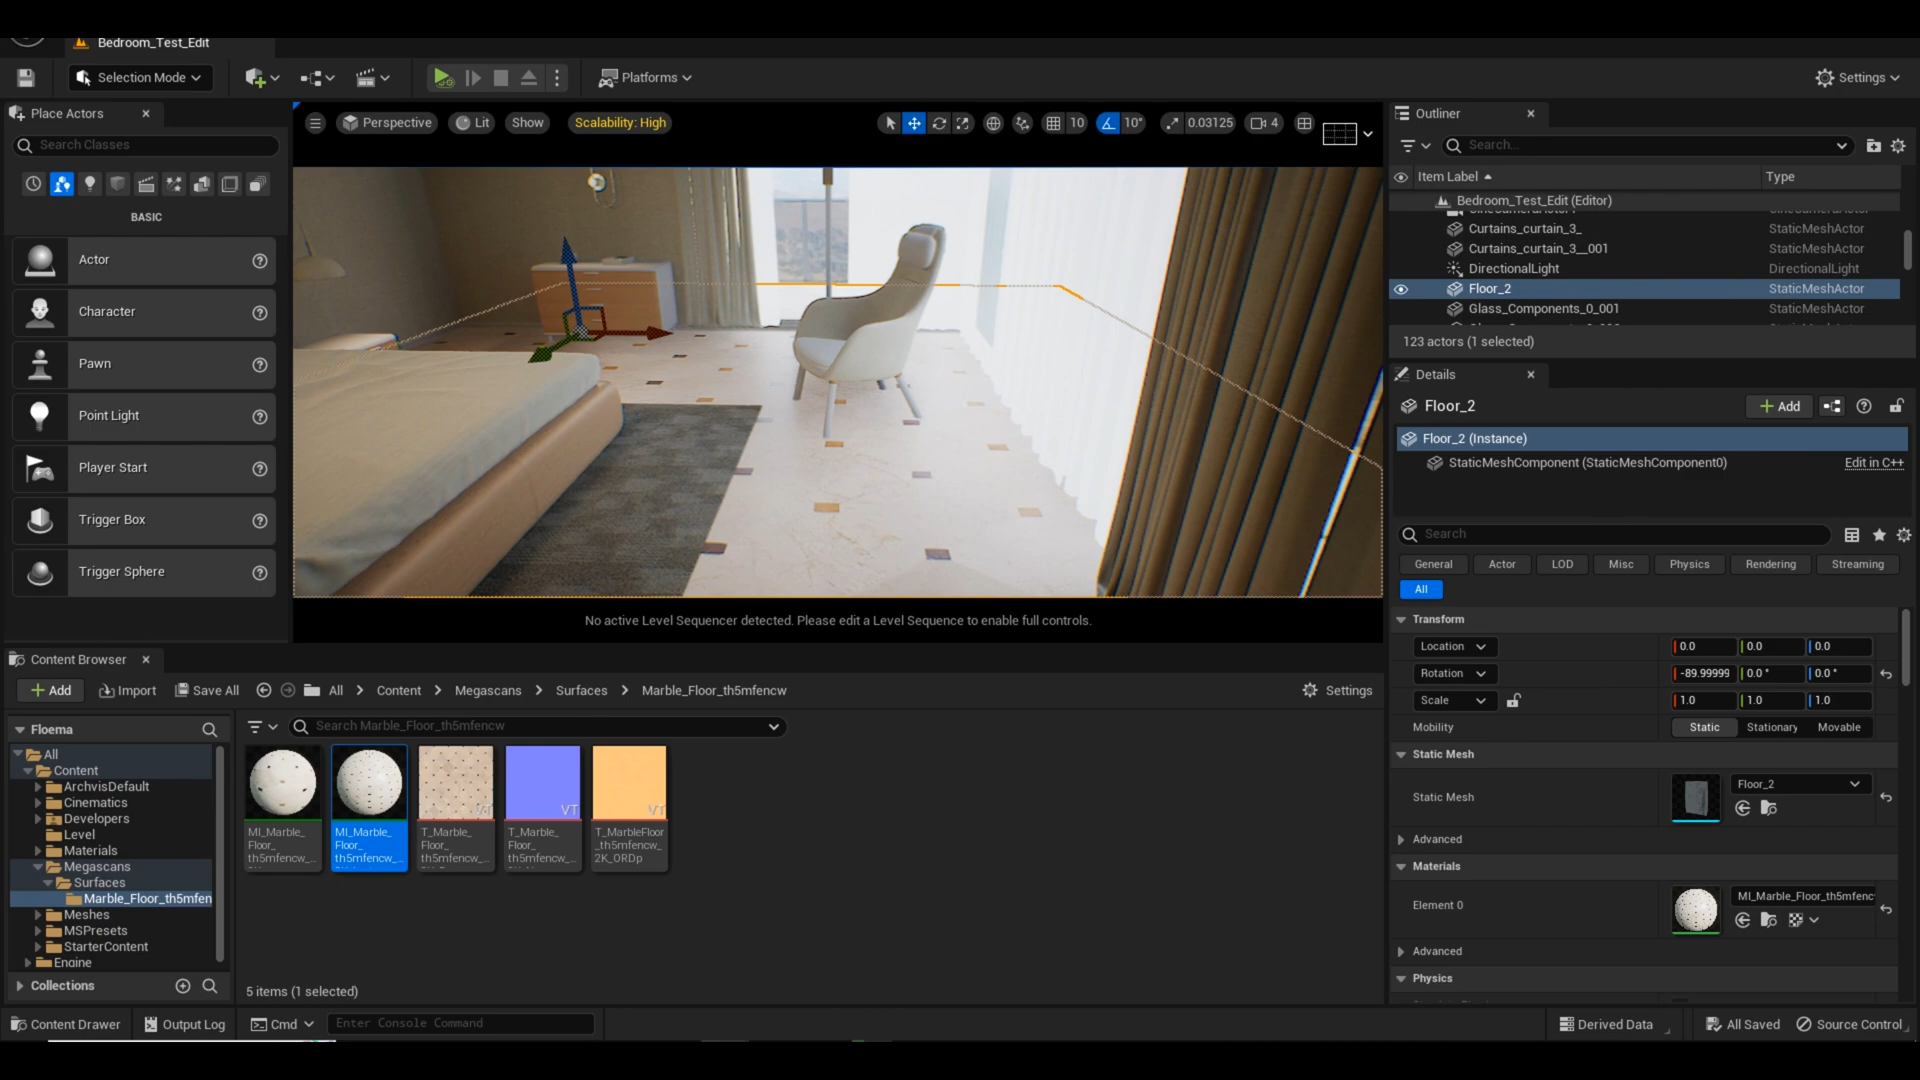 Bedroom_Test_Edit
Selection Mode
Platforms
Settings
Place Actors
Search Classes
BASIC
Actor
Character
Pawn
Point Light
Player Start
Trigger Box
Trigger Sphere
Perspective
Lit
Show
Scalability: High
10
10°
0.03125
4
No active Level Sequencer detected. Please edit a Level Sequence to enable full controls.
Outliner
Search...
Item Label
Type
Bedroom_Test_Edit (Editor)
Curtains_curtain_3_
StaticMeshActor
Curtains_curtain_3__001
StaticMeshActor
DirectionalLight
DirectionalLight
Floor_2
StaticMeshActor
Glass_Components_0_001
StaticMeshActor
123 actors (1 selected)
Details
Floor_2
Add
Floor_2 (Instance)
StaticMeshComponent (StaticMeshComponent0)
Edit in C++
Search
General
Actor
LOD
Misc
Physics
Rendering
Streaming
All
Transform
Location
0.0
0.0
0.0
Rotation
-89.99999
0.0 °
0.0 °
Scale
1.0
1.0
1.0
Mobility
Static
Stationary
Movable
Static Mesh
Static Mesh
Floor_2
Advanced
Materials
Element 0
MI_Marble_Floor_th5mfenc
Advanced
Physics
Content Browser
Add
Import
Save All
All
Content
Megascans
Surfaces
Marble_Floor_th5mfencw
Settings
Floema
All
Content
ArchvisDefault
Cinematics
Developers
Level
Materials
Megascans
Surfaces
Marble_Floor_th5mfen
Meshes
MSPresets
StarterContent
Engine
Collections
Search Marble_Floor_th5mfencw
MI_Marble_
Floor_
th5mfencw_...
MI_Marble_
Floor_
th5mfencw_...
VT
T_Marble_
Floor_
th5mfencw_
VT
T_Marble_
Floor_
th5mfencw_
VT
T_MarbleFloor
_th5mfencw_
2K_ORDp
5 items (1 selected)
Content Drawer
Output Log
Cmd
Enter Console Command
Derived Data
All Saved
Source Control